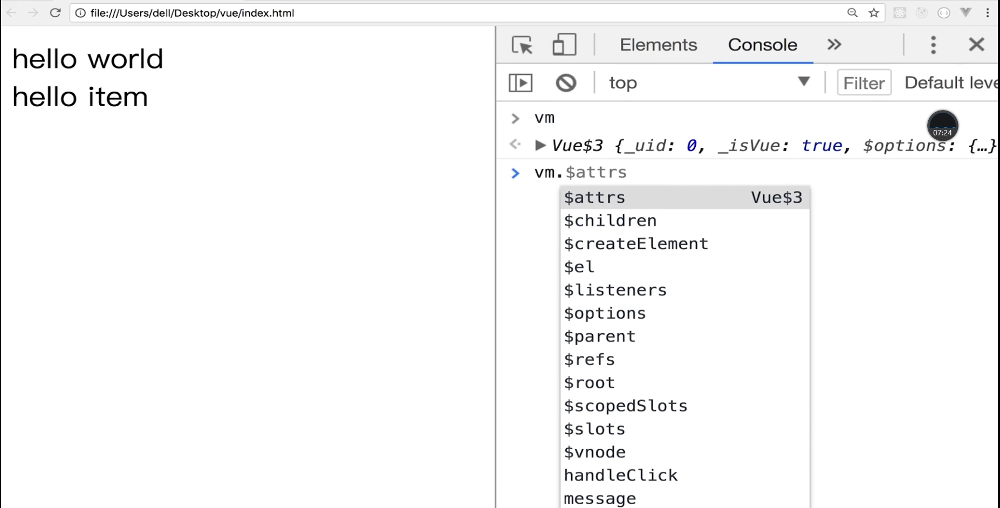 file:///Users/dell/Desktop/vue/index.html
hello world
hello item
Elements Console
top Filter Default leve
vm
07:24
Vue$3 {_uid: 0, _isVue: true, $options: {…}
vm.$attrs
$attrs Vue$3
$children
$createElement
$el
$listeners
$options
$parent
$refs
$root
$scopedSlots
$slots
$vnode
handleClick
message